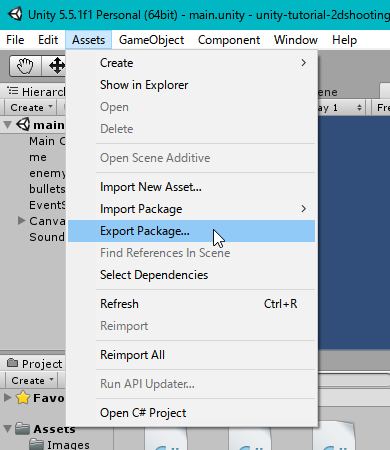 Unity 5.5.1f1 Personal (64bit) - main.unity - unity-tutorial-2dshooting
File Edit Assets GameObject Component Window Help
Hierarch
Create
main
Main C
me
enemy
bullets
EventS
Canva
Sound
Create
Show in Explorer
Open
Delete
Open Scene Additive
Import New Asset...
Import Package
Export Package...
Find References In Scene
Select Dependencies
Refresh Ctrl+R
Reimport
Reimport All
Run API Updater...
Open C# Project
ene
ay 1 Fre
Project
Create
Favo
Assets
Images